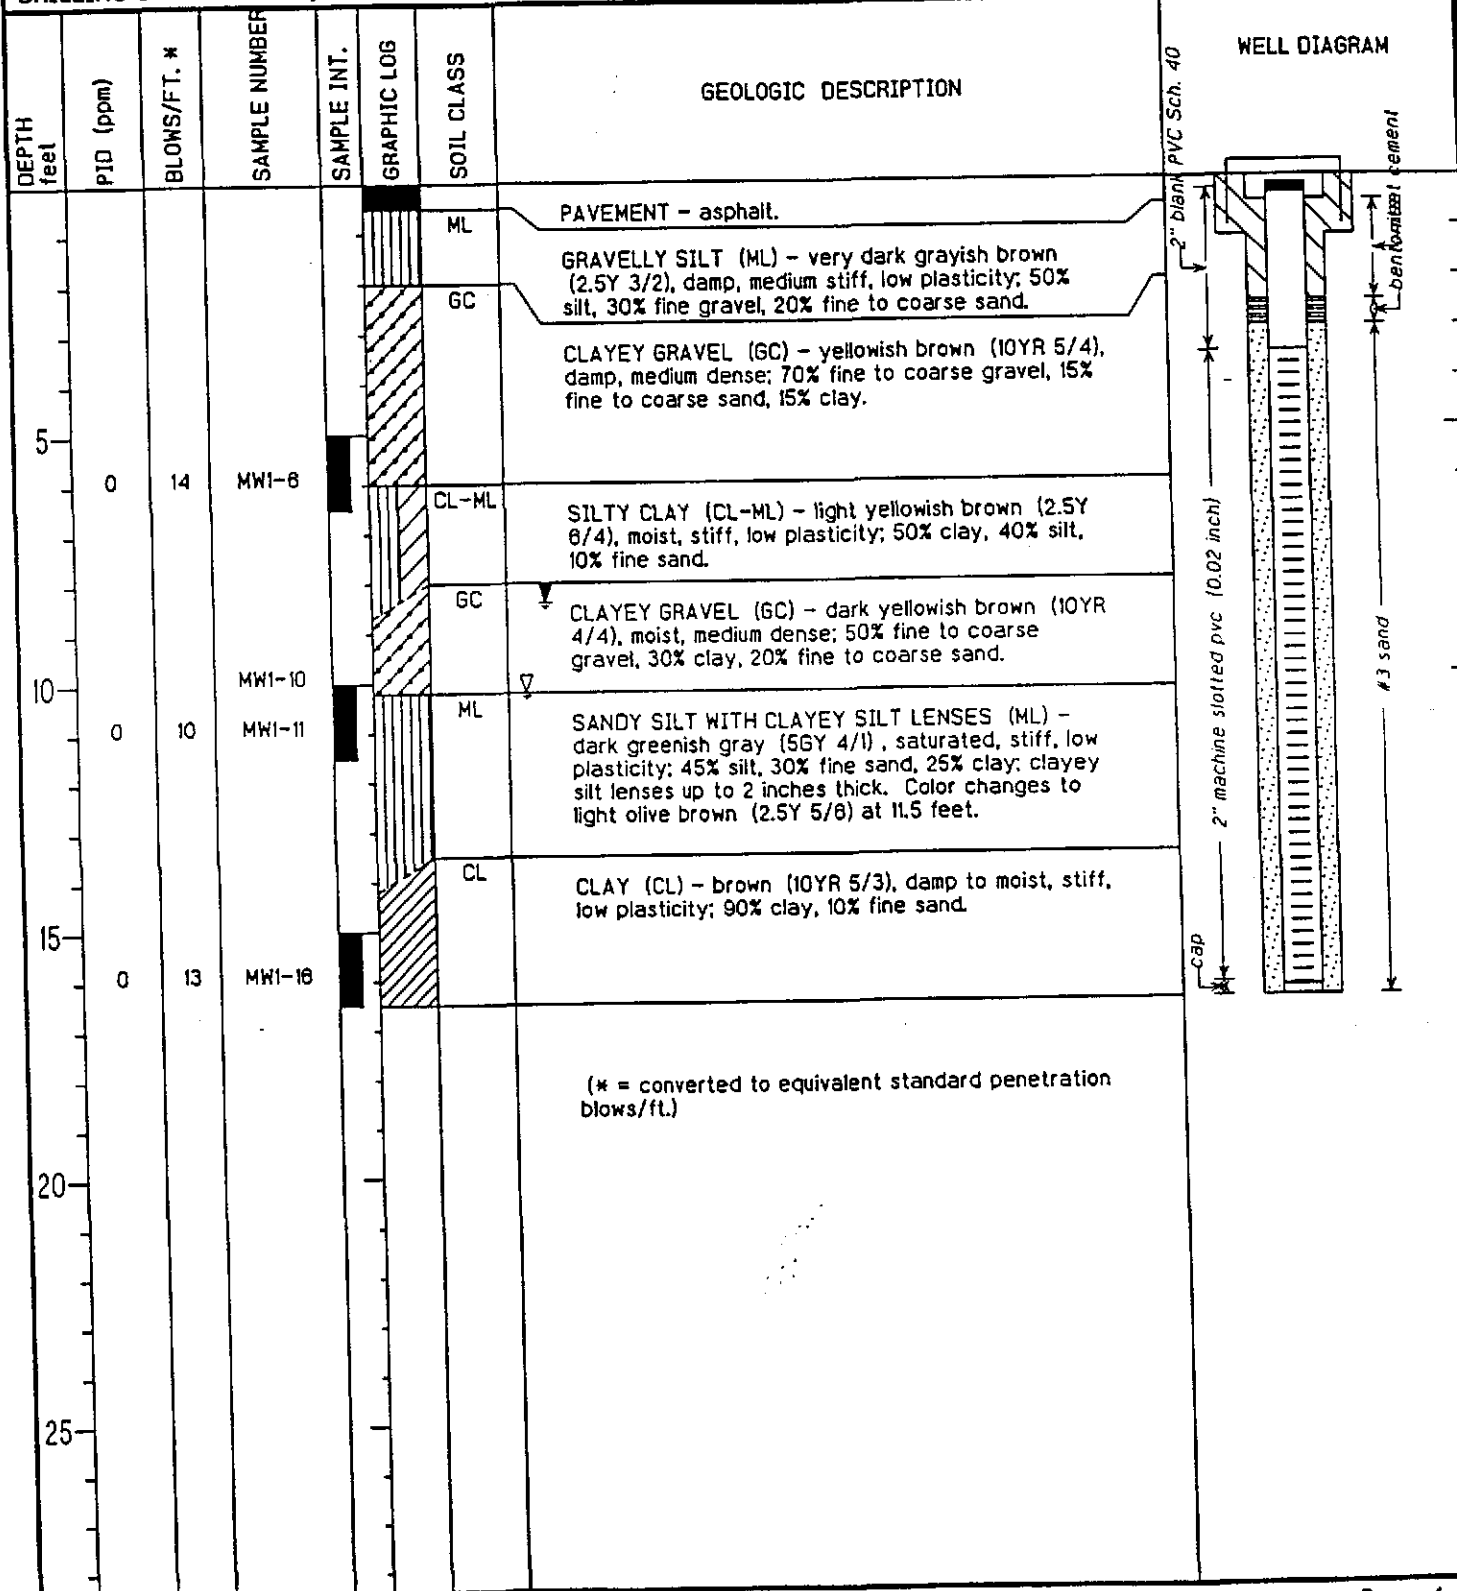 DEPTH
feet
PID (ppm)
BLOWS/FT. *
SAMPLE NUMBER
SAMPLE INT.
GRAPHIC LOG
SOIL CLASS
GEOLOGIC DESCRIPTION
WELL DIAGRAM
2" blank PVC Sch. 40
cement
PAVEMENT - asphalt.
ML
GRAVELLY SILT (ML) - very dark grayish brown
(2.5Y 3/2), damp, medium stiff, low plasticity; 50%
silt, 30% fine gravel, 20% fine to coarse sand.
GC
CLAYEY GRAVEL (GC) - yellowish brown (10YR 5/4),
damp, medium dense; 70% fine to coarse gravel, 15%
fine to coarse sand, 15% clay.
5
0 14 MW1-6
CL-ML
SILTY CLAY (CL-ML) - light yellowish brown (2.5Y
6/4), moist, stiff, low plasticity; 50% clay, 40% silt,
10% fine sand.
GC
CLAYEY GRAVEL (GC) - dark yellowish brown (10YR
4/4), moist, medium dense; 50% fine to coarse
gravel, 30% clay, 20% fine to coarse sand.
MW1-10
10
0 10 MW1-11
ML
SANDY SILT WITH CLAYEY SILT LENSES (ML) -
dark greenish gray (5GY 4/1), saturated, stiff, low
plasticity; 45% silt, 30% fine sand, 25% clay; clayey
silt lenses up to 2 inches thick. Color changes to
light olive brown (2.5Y 5/6) at 11.5 feet.
CL
CLAY (CL) - brown (10YR 5/3), damp to moist, stiff,
low plasticity; 90% clay, 10% fine sand.
15
0 13 MW1-16
2" machine slotted pvc (0.02 inch)
#3 sand
cap
(* = converted to equivalent standard penetration
blows/ft.)
20
25